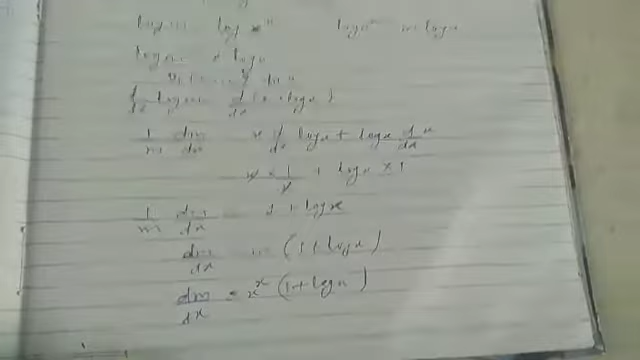 log m = log x^x log x^m = m log x
log m = x log x
d/dx log m = d/dx (x · log x)
1/m dm/dx = x d/dx log x + log x d/dx x
x × 1/x + log x × 1
1/m dm/dx = 1 + log x
dm/dx = m (1 + log x)
dm/dx = x^x (1 + log x)